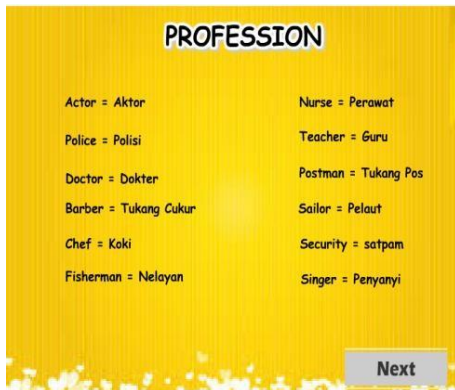 PROFESSION
Actor = Aktor
Police = Polisi
Doctor = Dokter
Barber = Tukang Cukur
Chef = Koki
Fisherman = Nelayan
Nurse = Perawat
Teacher = Guru
Postman = Tukang Pos
Sailor = Pelaut
Security = satpam
Singer = Penyanyi
Next